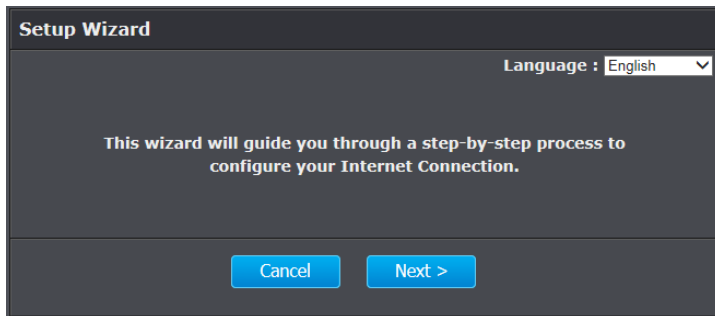 Setup Wizard
Language : English
This wizard will guide you through a step-by-step process to
configure your Internet Connection.
Cancel
Next >